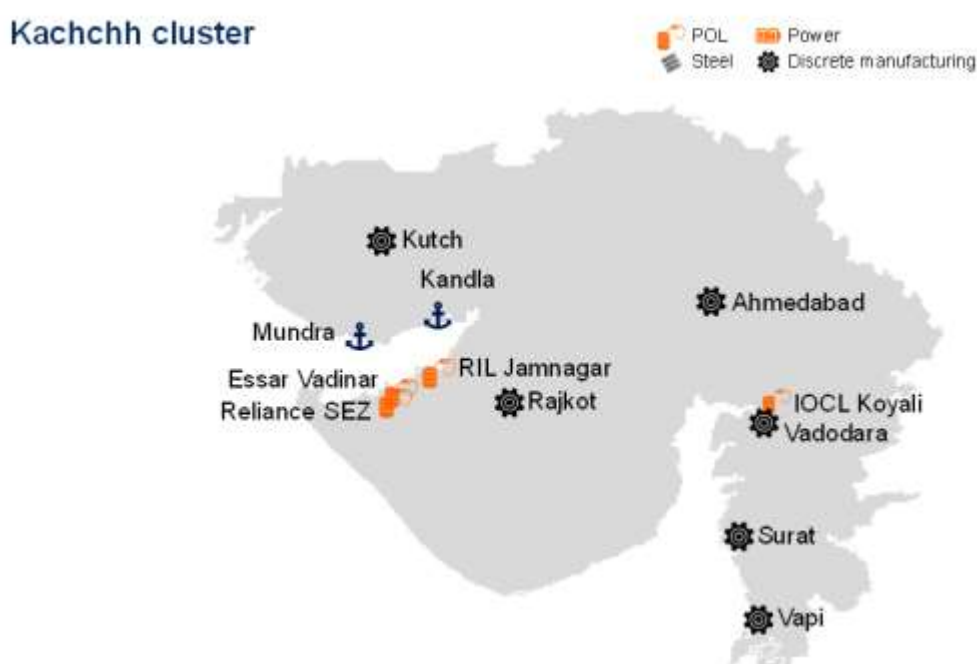 Kachchh cluster
POL Power
Steel Discrete manufacturing
Kutch
Kandla
Ahmedabad
Mundra
RIL Jamnagar
Essar Vadinar
Reliance SEZ
Rajkot
IOCL Koyali
Vadodara
Surat
Vapi